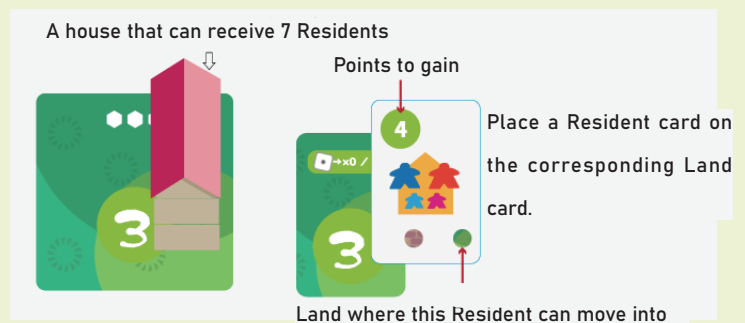 A house that can receive 7 Residents
Points to gain
3
→x0 /
3
4
Place a Resident card on
the corresponding Land
card.
Land where this Resident can move into